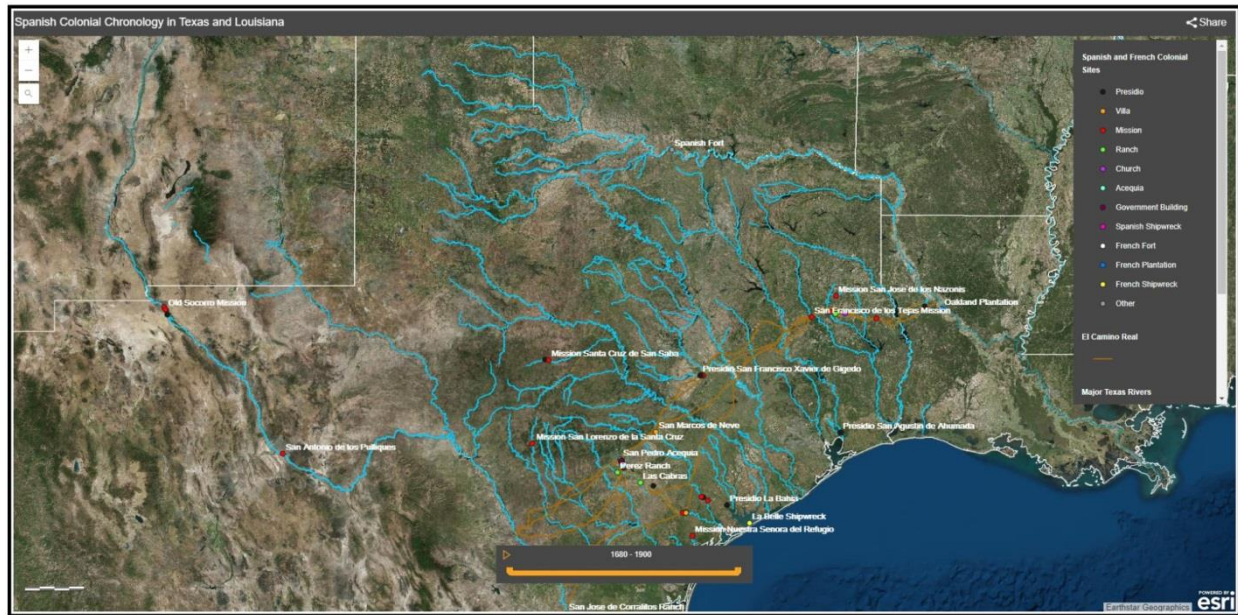 Spanish Colonial Chronology in Texas and Louisiana
Share
+
−
Spanish and French Colonial
Sites
Presidio
Villa
Mission
Ranch
Church
Acequia
Government Building
Spanish Shipwreck
French Fort
French Plantation
French Shipwreck
Other
El Camino Real
Major Texas Rivers
Spanish Fort
Old Socorro Mission
Mission San Jose de los Nazonis
Oakland Plantation
San Francisco de los Tejas Mission
Mission Santa Cruz de San Saba
Presidio San Francisco Xavier de Gigedo
San Marcos de Neve
Presidio San Agustin de Ahumada
Mission San Lorenzo de la Santa Cruz
San Antonio de los Puliques
San Pedro Acequia
Perez Ranch
Las Cabras
Presidio La Bahia
La Belle Shipwreck
Mission Nuestra Senora del Refugio
1680 - 1900
San Jose de Corralitos Ranch
Earthstar Geographics
POWERED BY
esri